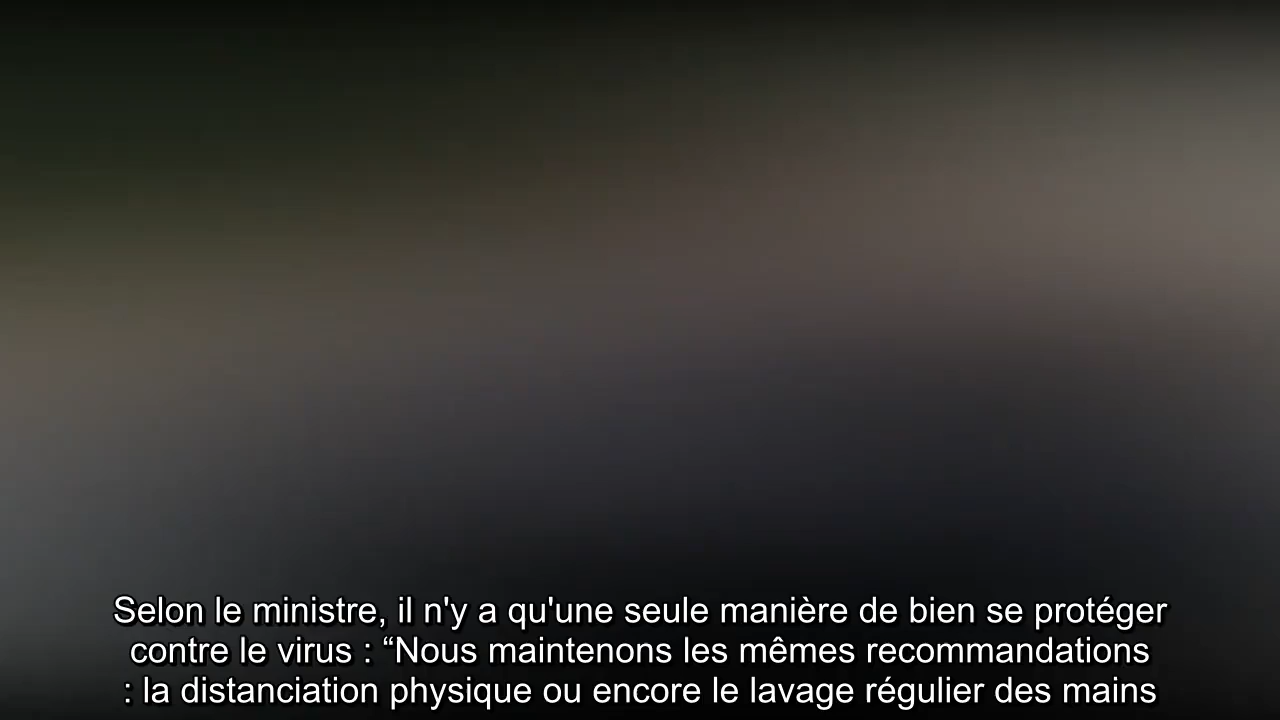 Selon le ministre, il n'y a qu'une seule manière de bien se protéger
contre le virus : “Nous maintenons les mêmes recommandations
: la distanciation physique ou encore le lavage régulier des mains